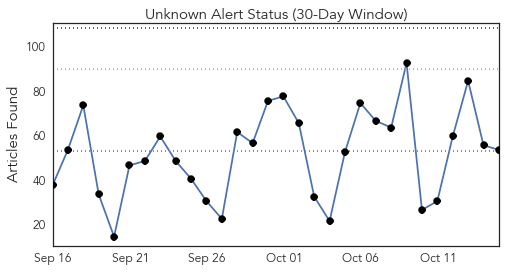 Unknown Alert Status (30-Day Window)
Articles Found
100
80
60
40
20
Sep 16 Sep 21 Sep 26 Oct 01 Oct 06 Oct 11